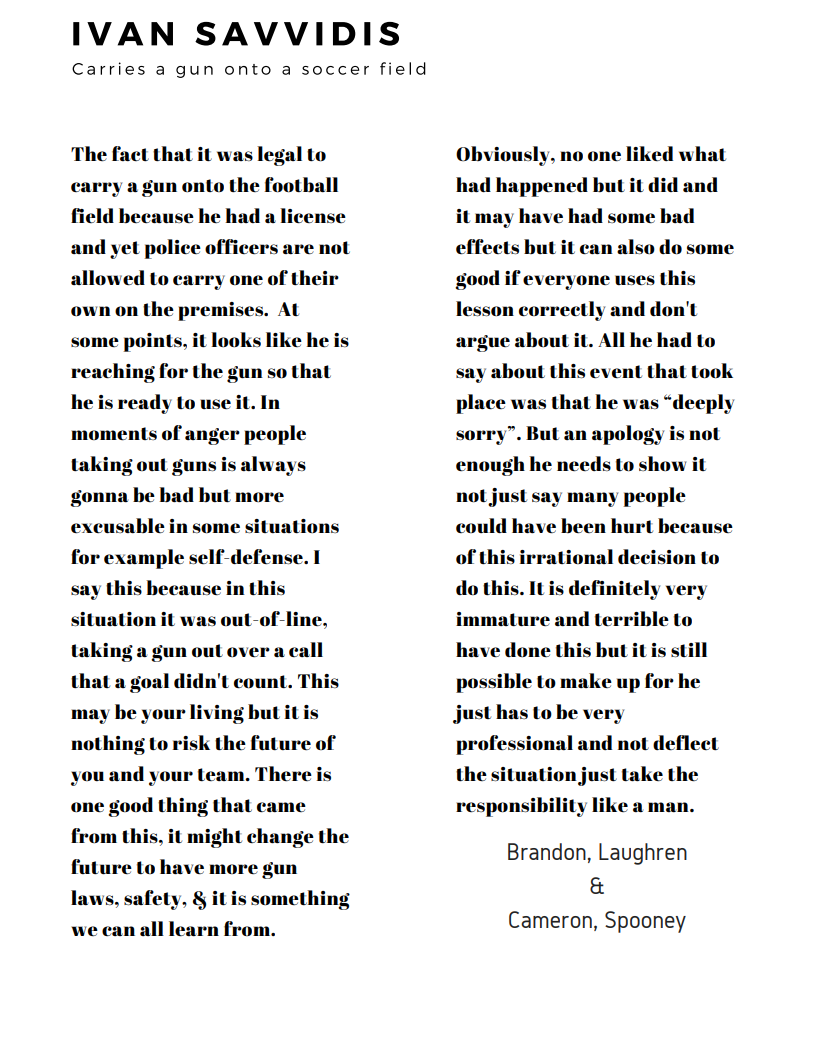 IVAN SAVVIDIS
Carries a gun onto a soccer field
The fact that it was legal to
carry a gun onto the football
field because he had a license
and yet police officers are not
allowed to carry one of their
own on the premises.  At
some points, it looks like he is
reaching for the gun so that
he is ready to use it. In
moments of anger people
taking out guns is always
gonna be bad but more
excusable in some situations
for example self-defense. I
say this because in this
situation it was out-of-line,
taking a gun out over a call
that a goal didn't count. This
may be your living but it is
nothing to risk the future of
you and your team. There is
one good thing that came
from this, it might change the
future to have more gun
laws, safety, & it is something
we can all learn from.
Obviously, no one liked what
had happened but it did and
it may have had some bad
effects but it can also do some
good if everyone uses this
lesson correctly and don't
argue about it. All he had to
say about this event that took
place was that he was “deeply
sorry”. But an apology is not
enough he needs to show it
not just say many people
could have been hurt because
of this irrational decision to
do this. It is definitely very
immature and terrible to
have done this but it is still
possible to make up for he
just has to be very
professional and not deflect
the situation just take the
responsibility like a man.
Brandon, Laughren
&
Cameron, Spooney